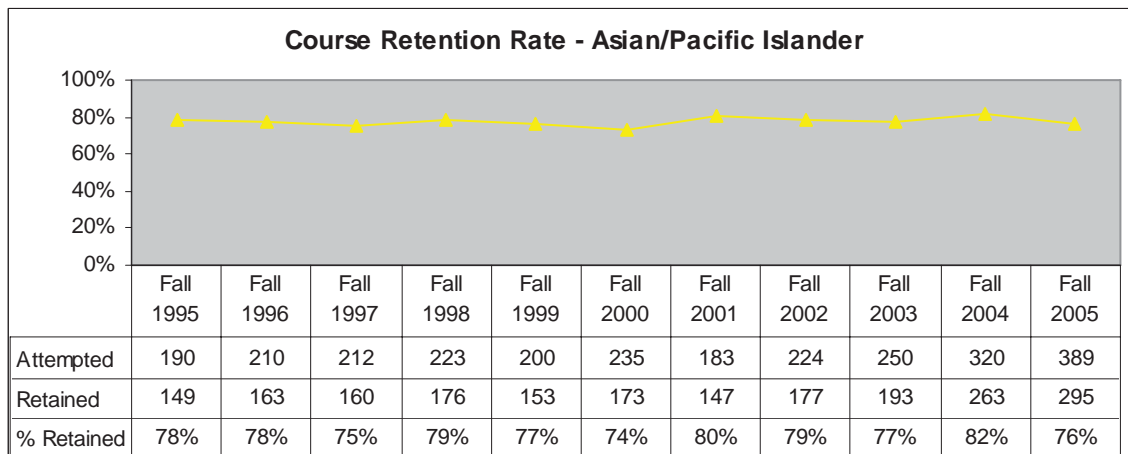 Course Retention Rate - Asian/Pacific Islander
100%
80%
60%
40%
20%
0%
Fall Fall Fall Fall Fall Fall Fall Fall Fall Fall Fall
1995 1996 1997 1998 1999 2000 2001 2002 2003 2004 2005
Attempted 190 210 212 223 200 235 183 224 250 320 389
Retained 149 163 160 176 153 173 147 177 193 263 295
% Retained 78% 78% 75% 79% 77% 74% 80% 79% 77% 82% 76%